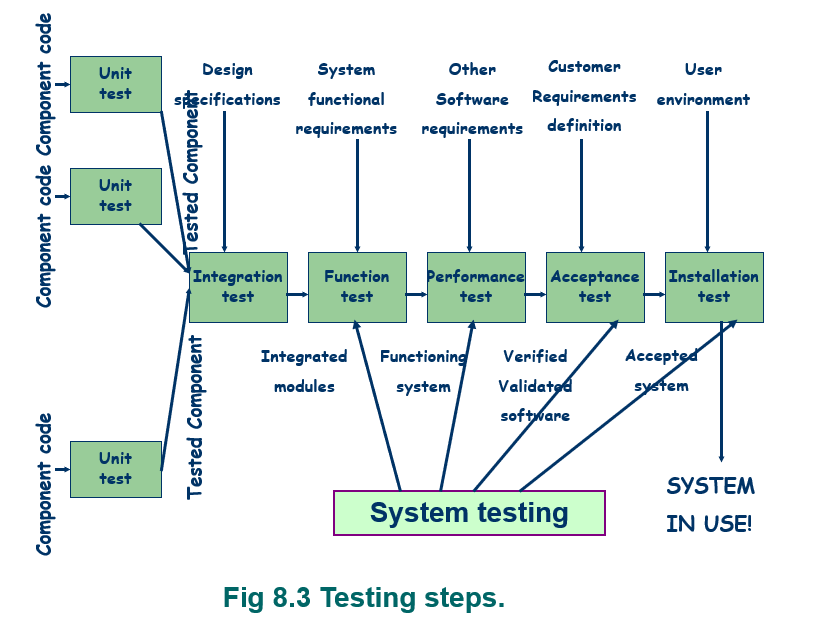 Component code
Unit
test
Component code
Unit
test
Component code
Unit
test
Tested Component
Tested Component
Design
specifications
System
functional
requirements
Other
Software
requirements
Customer
Requirements
definition
User
environment
Integration
test
Function
test
Performance
test
Acceptance
test
Installation
test
Integrated
modules
Functioning
system
Verified
Validated
software
Accepted
system
System testing
SYSTEM
IN USE!
Fig 8.3 Testing steps.